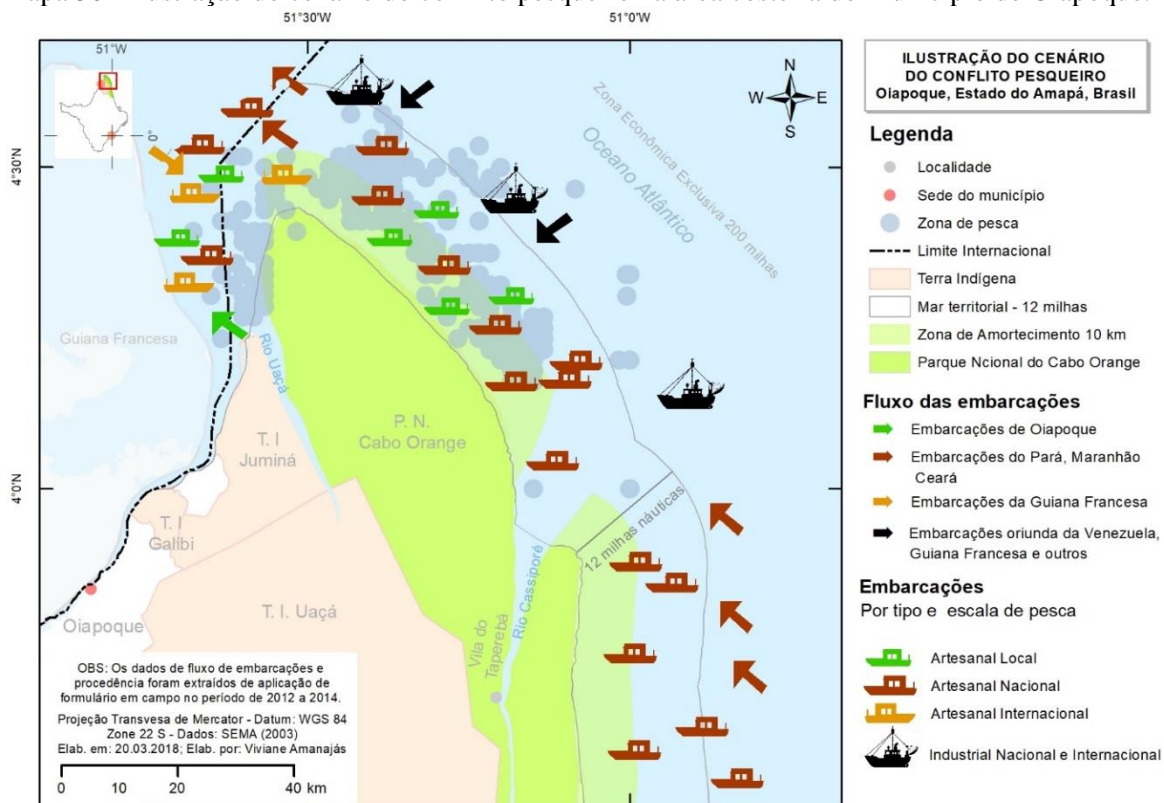 51°30'W
51°0'W
51°W
0°
4°30'N
4°0'N
N
W
E
S
Zona Econômica Exclusiva 200 milhas
Oceano Atlântico
Guiana Francesa
Rio Uaçá
P. N.
Cabo Orange
T. I
Juminá
T. I
Galibi
Oiapoque
T. I. Uaçá
12 milhas náuticas
Rio Cassiporé
Vila do
Taperebá
OBS: Os dados de fluxo de embarcações e
procedência foram extraídos de aplicação de
formulário em campo no período de 2012 a 2014.
Projeção Transvesa de Mercator - Datum: WGS 84
Zone 22 S - Dados: SEMA (2003)
Elab. em: 20.03.2018; Elab. por: Viviane Amanajás
0 10 20 40 km
ILUSTRAÇÃO DO CENÁRIO
DO CONFLITO PESQUEIRO
Oiapoque, Estado do Amapá, Brasil
Legenda
Localidade
Sede do município
Zona de pesca
Limite Internacional
Terra Indígena
Mar territorial - 12 milhas
Zona de Amortecimento 10 km
Parque Ncional do Cabo Orange
Fluxo das embarcações
Embarcações de Oiapoque
Embarcações do Pará, Maranhão
Ceará
Embarcações da Guiana Francesa
Embarcações oriunda da Venezuela,
Guiana Francesa e outros
Embarcações
Por tipo e escala de pesca
Artesanal Local
Artesanal Nacional
Artesanal Internacional
Industrial Nacional e Internacional